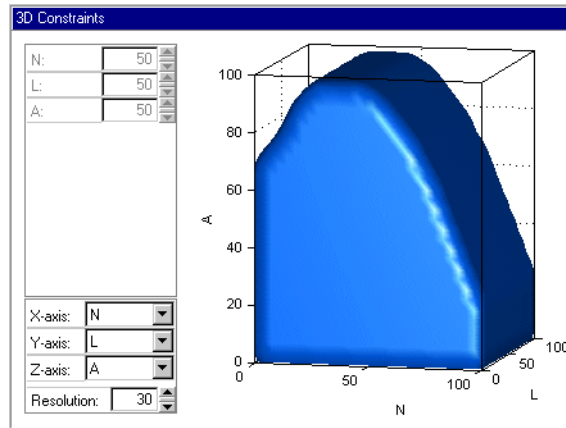 3D Constraints
N: 50
L: 50
A: 50
X-axis: N
Y-axis: L
Z-axis: A
Resolution: 30
100
80
60
40
20
0
A
0
50
100
N
0
50
100
L